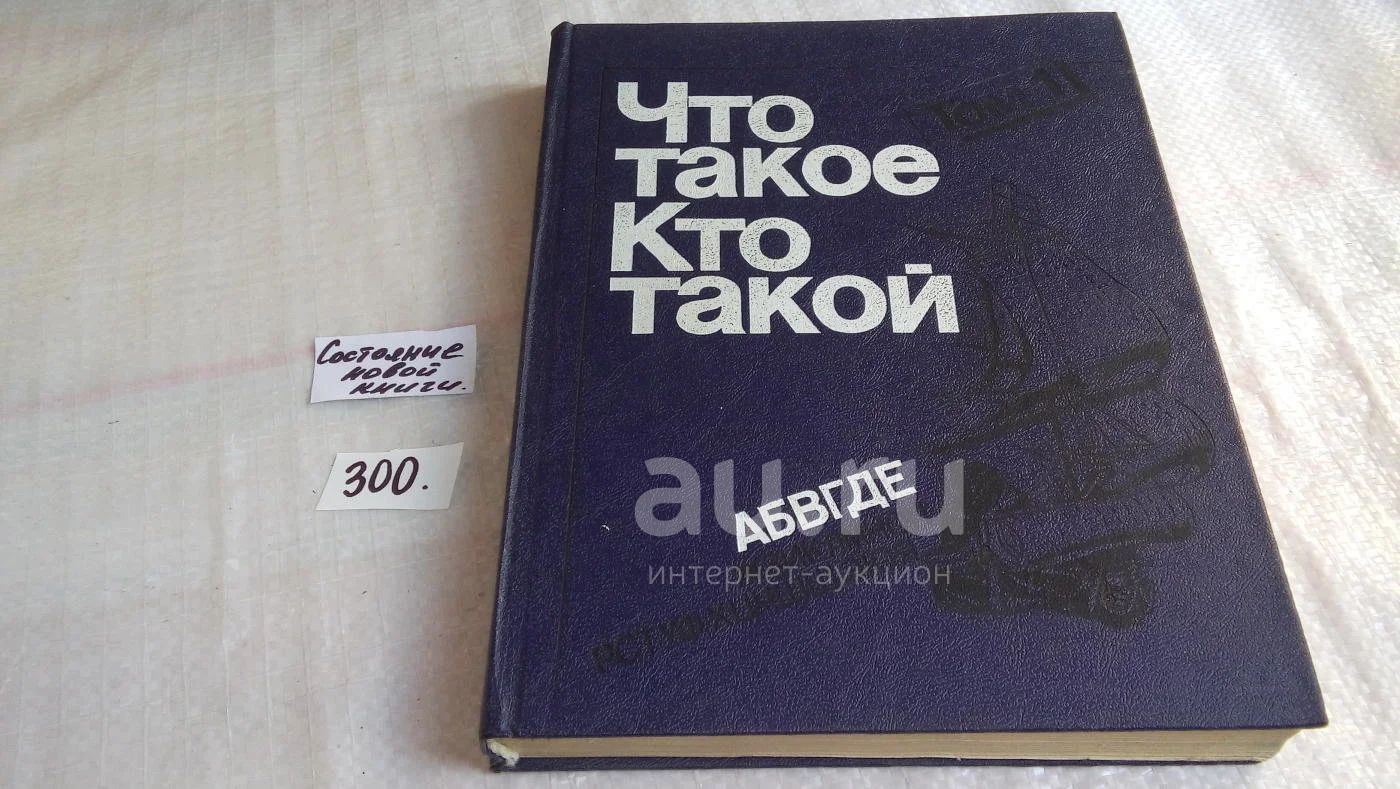 Что
такое
Кто
такой
Состояние
новой
книги.
300.
au.ru
АБВГДЕ
интернет-аукцион